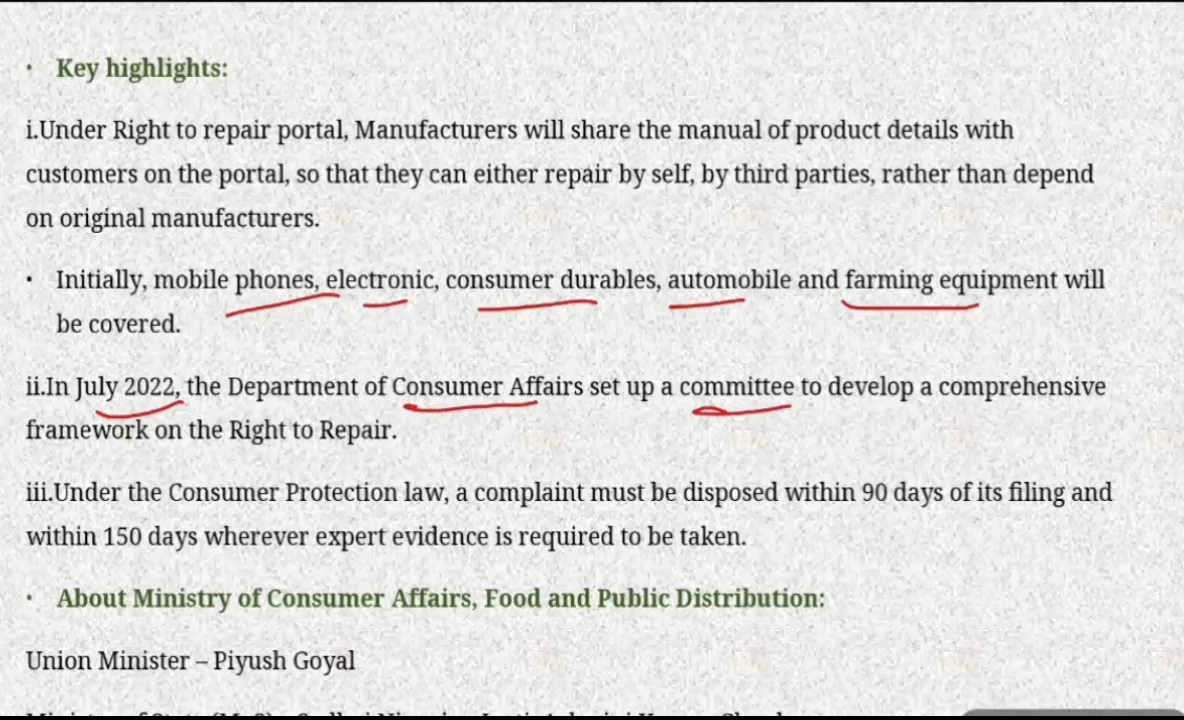 · Key highlights:
i.Under Right to repair portal, Manufacturers will share the manual of product details with
customers on the portal, so that they can either repair by self, by third parties, rather than depend
on original manufacturers.
· Initially, mobile phones, electronic, consumer durables, automobile and farming equipment will
be covered.
ii.In July 2022, the Department of Consumer Affairs set up a committee to develop a comprehensive
framework on the Right to Repair.
iii.Under the Consumer Protection law, a complaint must be disposed within 90 days of its filing and
within 150 days wherever expert evidence is required to be taken.
· About Ministry of Consumer Affairs, Food and Public Distribution:
Union Minister – Piyush Goyal